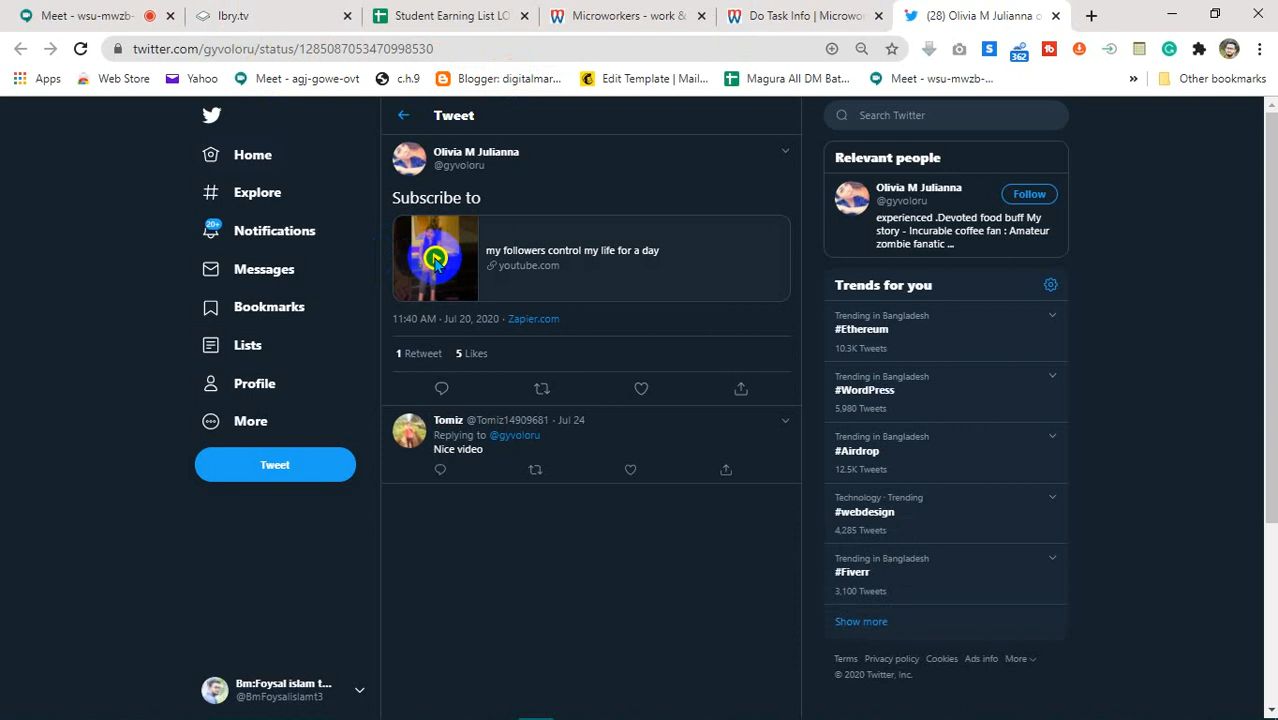 Meet - wsu-mwzb-
lbry.tv
Student Earning List LO
Microworkers - work &
Do Task Info | Microwor
(28) Olivia M Julianna o
twitter.com/gyvoloru/status/1285087053470998530
Apps
Web Store
Yahoo
Meet - agj-gove-ovt
c.h.9
Blogger: digitalmar...
Edit Template | Mail...
Magura All DM Bat...
Meet - wsu-mwzb-...
»
Other bookmarks
362
Home
Explore
20+
Notifications
Messages
Bookmarks
Lists
Profile
More
Tweet
Bm:Foysal islam t...
@BmFoysalislamt3
Tweet
Olivia M Julianna
@gyvoloru
Subscribe to
my followers control my life for a day
youtube.com
11:40 AM · Jul 20, 2020 · Zapier.com
1 Retweet 5 Likes
Tomiz @Tomiz14909681 · Jul 24
Replying to @gyvoloru
Nice video
Search Twitter
Relevant people
Olivia M Julianna
@gyvoloru
Follow
experienced .Devoted food buff My
story - Incurable coffee fan : Amateur
zombie fanatic ...
Trends for you
Trending in Bangladesh
#Ethereum
10.3K Tweets
Trending in Bangladesh
#WordPress
5,980 Tweets
Trending in Bangladesh
#Airdrop
12.5K Tweets
Technology · Trending
#webdesign
4,285 Tweets
Trending in Bangladesh
#Fiverr
3,100 Tweets
Show more
Terms Privacy policy Cookies Ads info More
© 2020 Twitter, Inc.